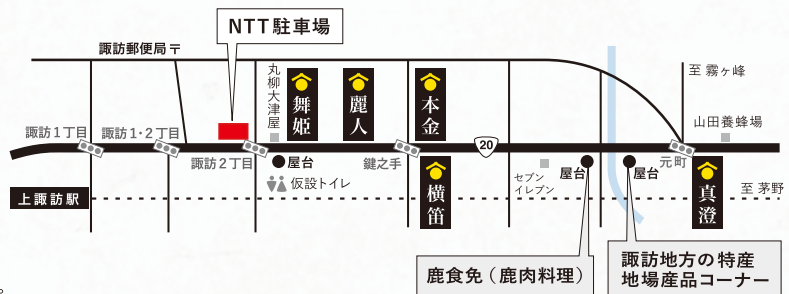 NTT駐車場
諏訪郵便局〒
丸柳大津屋
舞姫
麗人
本金
至 霧ヶ峰
山田養蜂場
諏訪1丁目
諏訪1・2丁目
諏訪2丁目
屋台
鍵之手
20
セブン
イレブン
屋台
屋台
元町
仮設トイレ
横笛
真澄
至 茅野
上諏訪駅
鹿食免（鹿肉料理）
諏訪地方の特産
地場産品コーナー
。